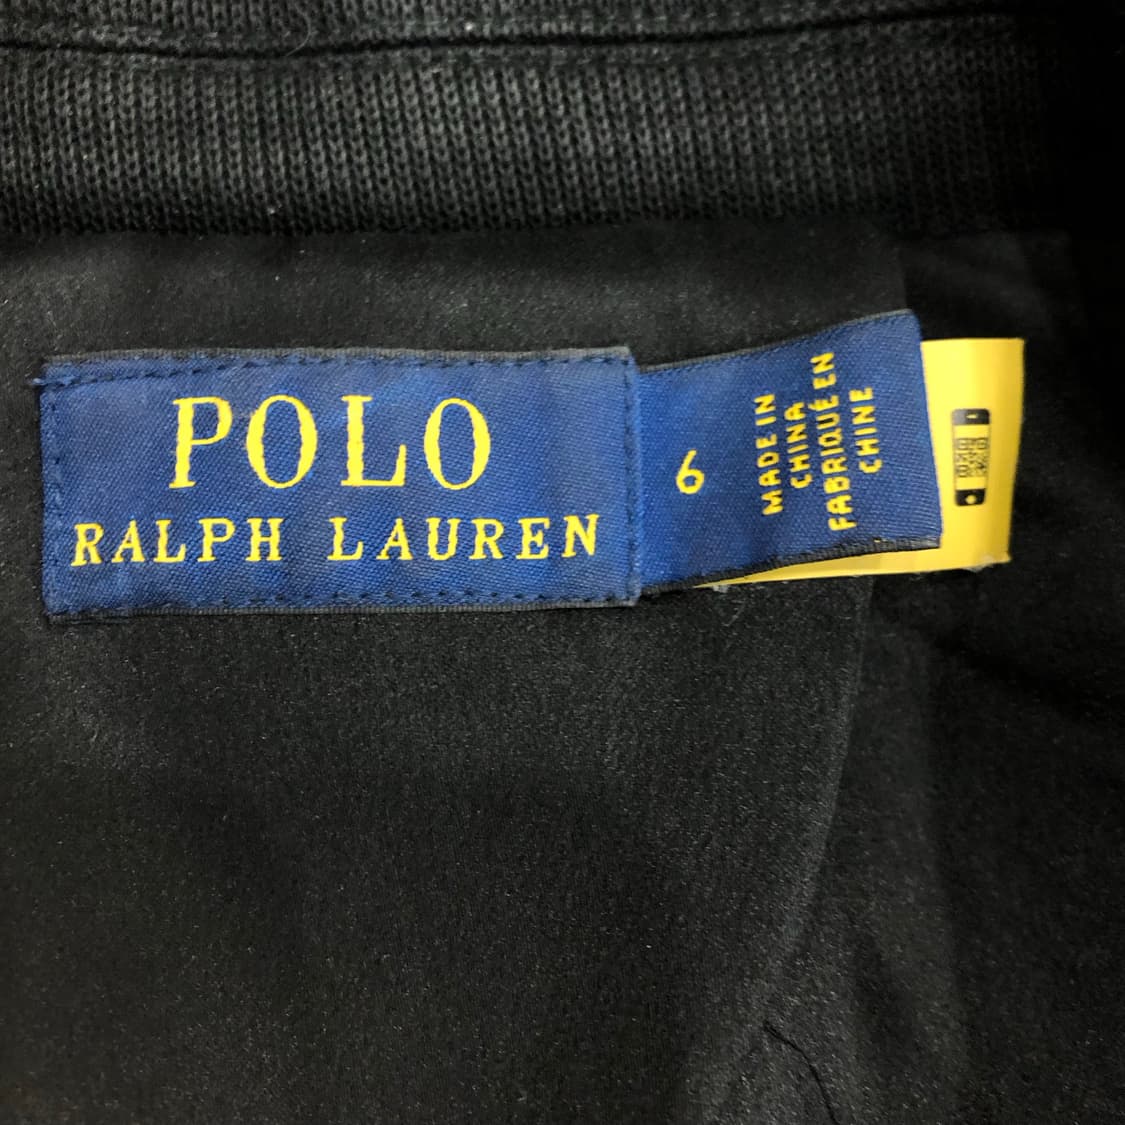 POLO
RALPH LAUREN
6
MADE IN
CHINA
FABRIQUÉ EN
CHINE